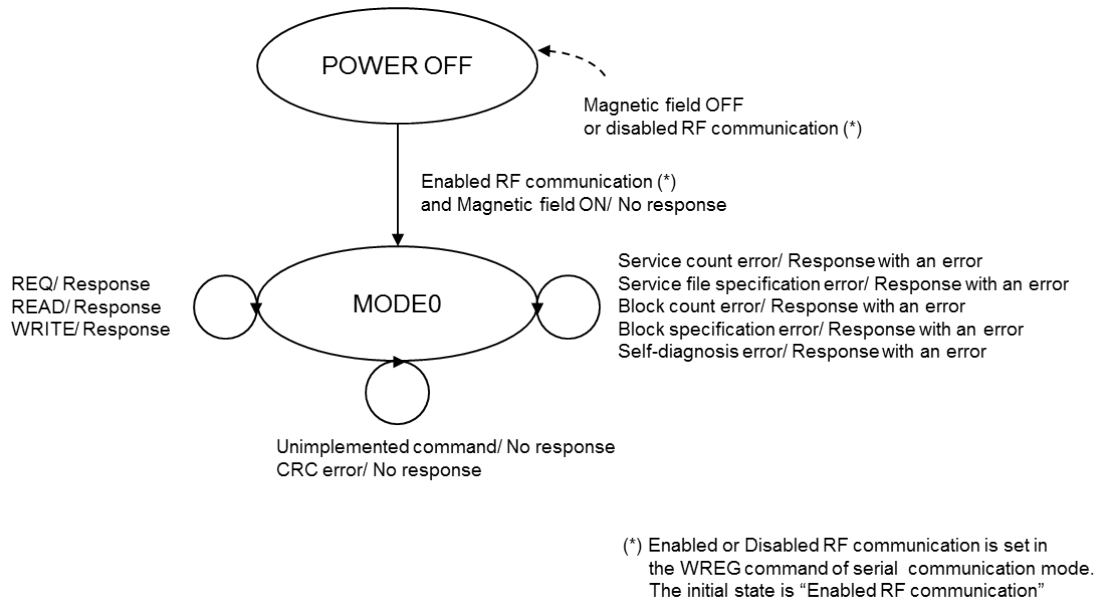 POWER OFF
Magnetic field OFF
or disabled RF communication (*)
Enabled RF communication (*)
and Magnetic field ON/ No response
REQ/ Response
READ/ Response
WRITE/ Response
MODE0
Service count error/ Response with an error
Service file specification error/ Response with an error
Block count error/ Response with an error
Block specification error/ Response with an error
Self-diagnosis error/ Response with an error
Unimplemented command/ No response
CRC error/ No response
(*) Enabled or Disabled RF communication is set in
the WREG command of serial communication mode.
The initial state is “Enabled RF communication”